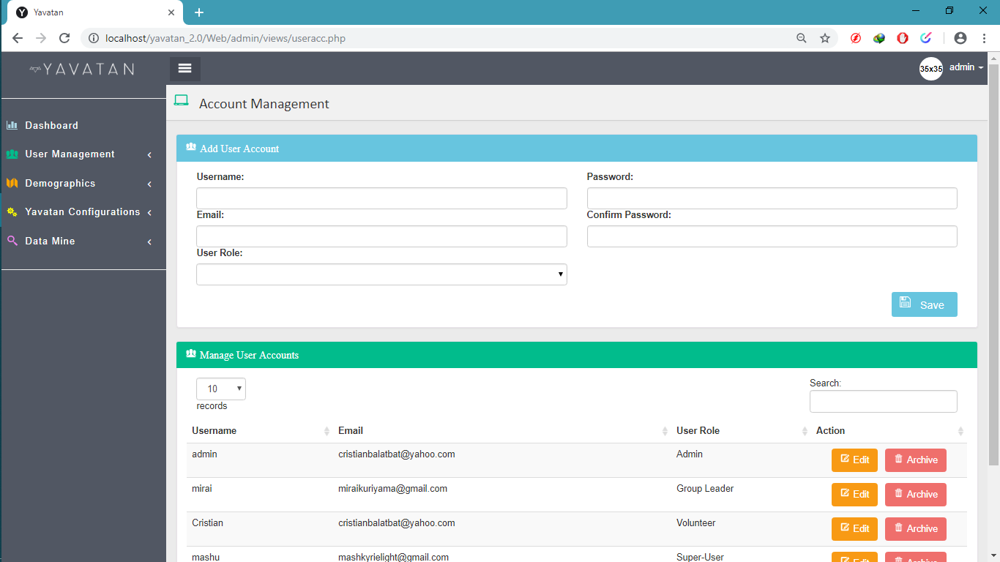 Yavatan
localhost/yavatan_2.0/Web/admin/views/useracc.php
YAVATAN
35x35
admin
Account Management
Dashboard
User Management
Demographics
Yavatan Configurations
Data Mine
Add User Account
Username:
Password:
Email:
Confirm Password:
User Role:
Save
Manage User Accounts
10
records
Search:
Username Email User Role Action
admin cristianbalatbat@yahoo.com Admin Edit Archive
mirai miraikuriyama@gmail.com Group Leader Edit Archive
Cristian cristianbalatbat@yahoo.com Volunteer Edit Archive
mashu mashkyrielight@gmail.com Super-User Edit Archive